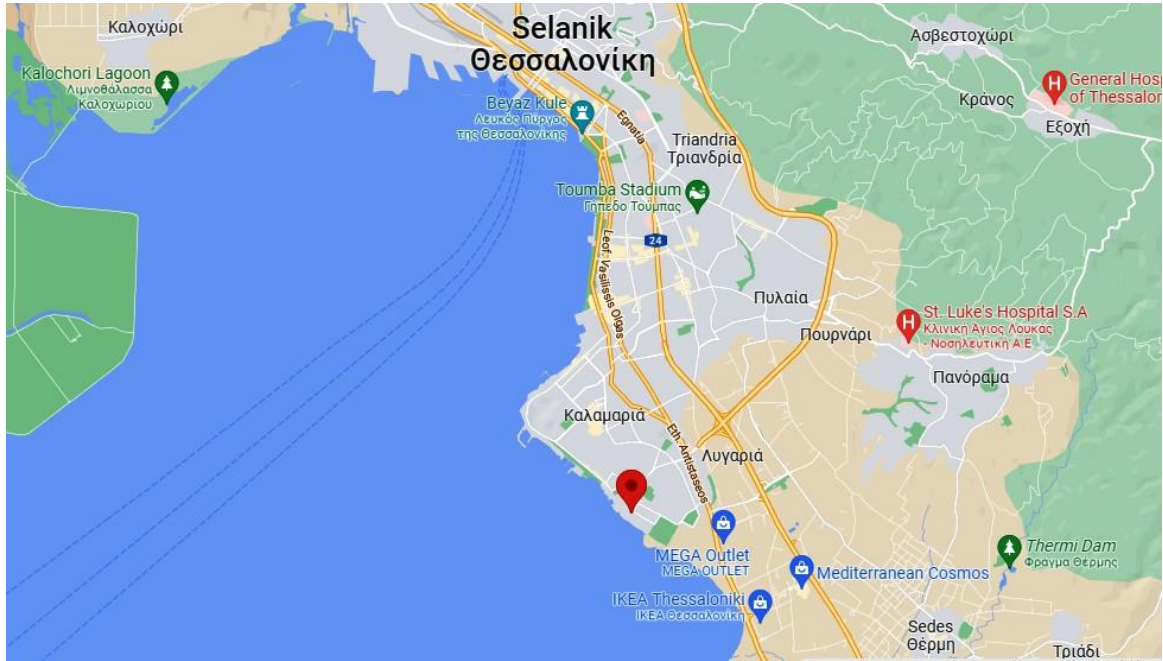 Καλοχώρι
Selanik
Θεσσαλονίκη
Ασβεστοχώρι
Kalochori Lagoon
Λιμνοθάλασσα
Καλοχωρίου
General Hosp
of Thessalon
Κράνος
Εξοχή
Beyaz Kule
Λευκός Πύργος
της Θεσσαλονίκης
Egnatia
Triandria
Τριανδρία
Toumba Stadium
Γήπεδο Τούμπας
24
Leof. Vasilissis Olgas
Πυλαία
Πουρνάρι
St. Luke's Hospital S.A
Κλινική Άγιος Λουκάς
- Νοσηλευτική Α.Ε
Πανόραμα
Καλαμαριά
Eth. Antistaseos
Λυγαριά
MEGA Outlet
MEGA OUTLET
Mediterranean Cosmos
Thermi Dam
Φράγμα Θέρμης
IKEA Thessaloniki
IKEA Θεσσαλονίκη
Sedes
Θέρμη
Τριάδι